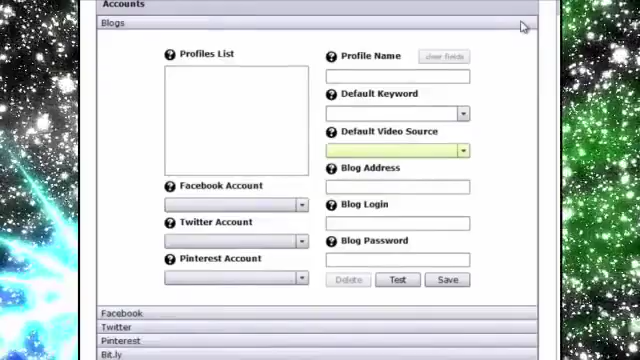 Accounts
Blogs
Profiles List
Profile Name
clear fields
Default Keyword
Default Video Source
Facebook Account
Blog Address
Twitter Account
Blog Login
Pinterest Account
Blog Password
Delete
Test
Save
Facebook
Twitter
Pinterest
Bit.ly